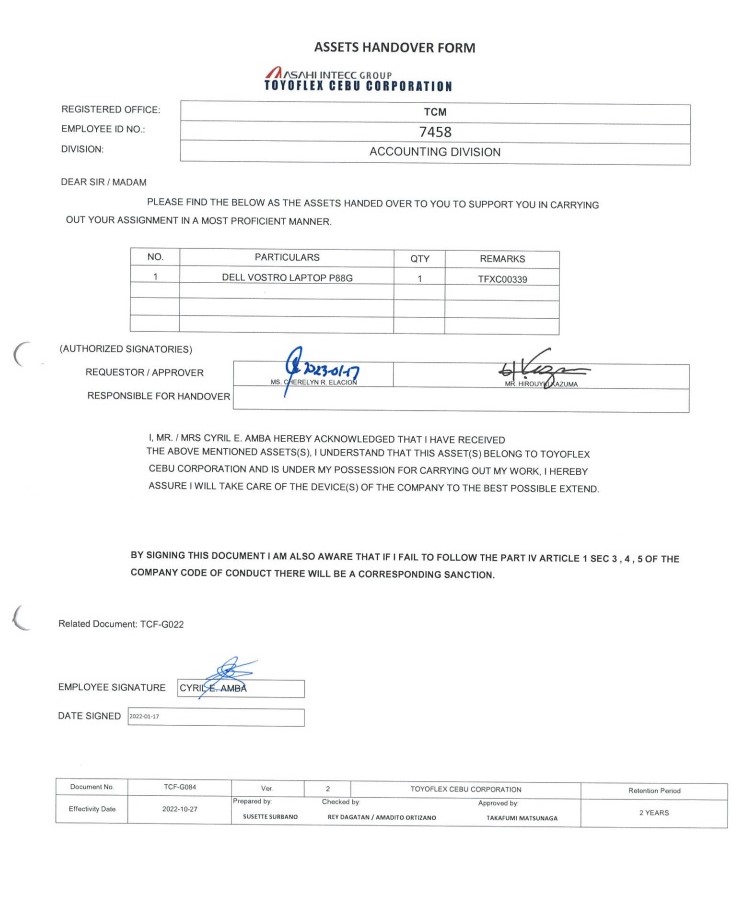 ASSETS HANDOVER FORM
ASAHI INTECC GROUP
TOYOFLEX CEBU CORPORATION
REGISTERED OFFICE: TCM
EMPLOYEE ID NO.: 7458
DIVISION: ACCOUNTING DIVISION
DEAR SIR / MADAM
PLEASE FIND THE BELOW AS THE ASSETS HANDED OVER TO YOU TO SUPPORT YOU IN CARRYING
OUT YOUR ASSIGNMENT IN A MOST PROFICIENT MANNER.
NO. PARTICULARS QTY REMARKS
1 DELL VOSTRO LAPTOP P88G 1 TFXC00339
(AUTHORIZED SIGNATORIES)
2023-01-17
REQUESTOR / APPROVER
MS. CHERELYN R. ELACION MR. HIROUYKI KAZUMA
RESPONSIBLE FOR HANDOVER
I, MR. / MRS CYRIL E. AMBA HEREBY ACKNOWLEDGED THAT I HAVE RECEIVED
THE ABOVE MENTIONED ASSETS(S), I UNDERSTAND THAT THIS ASSET(S) BELONG TO TOYOFLEX
CEBU CORPORATION AND IS UNDER MY POSSESSION FOR CARRYING OUT MY WORK, I HEREBY
ASSURE I WILL TAKE CARE OF THE DEVICE(S) OF THE COMPANY TO THE BEST POSSIBLE EXTEND.
BY SIGNING THIS DOCUMENT I AM ALSO AWARE THAT IF I FAIL TO FOLLOW THE PART IV ARTICLE 1 SEC 3 , 4 , 5 OF THE
COMPANY CODE OF CONDUCT THERE WILL BE A CORRESPONDING SANCTION.
Related Document: TCF-G022
EMPLOYEE SIGNATURE CYRIL E. AMBA
DATE SIGNED 2022-01-17
Document No. TCF-G084 Ver. 2 TOYOFLEX CEBU CORPORATION Retention Period
Effectivity Date 2022-10-27 Prepared by: Checked by: Approved by: 2 YEARS
SUSETTE SURBANO REY DAGATAN / AMADITO ORTIZANO TAKAFUMI MATSUNAGA